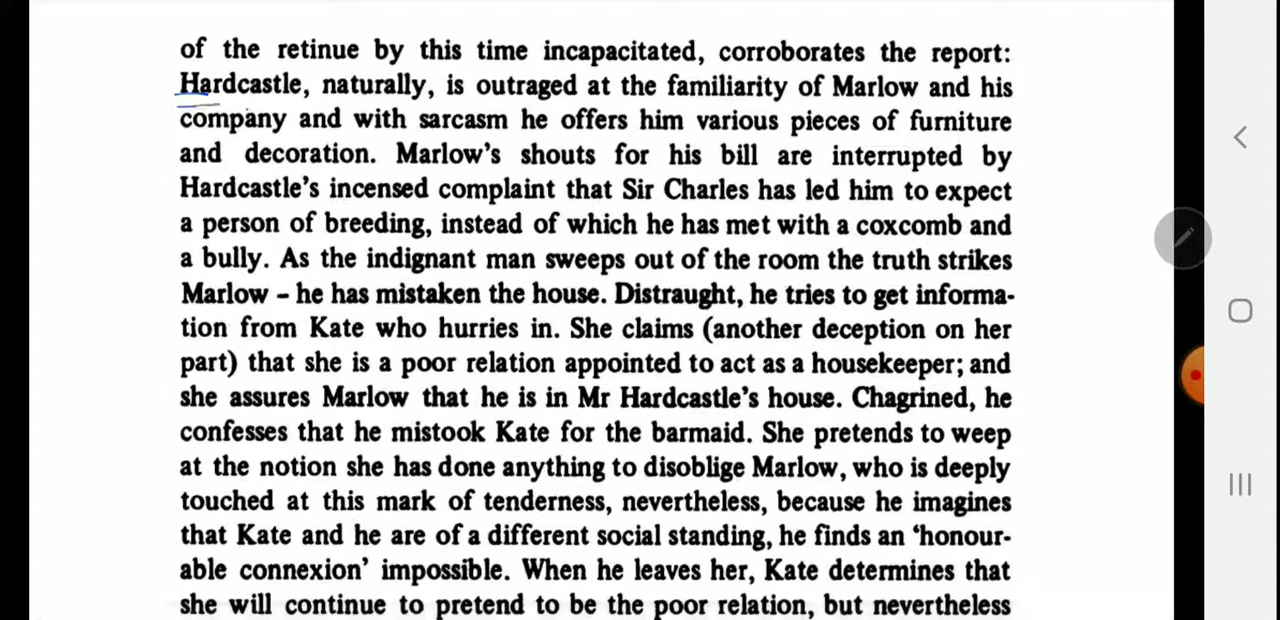 of the retinue by this time incapacitated, corroborates the report:
Hardcastle, naturally, is outraged at the familiarity of Marlow and his
company and with sarcasm he offers him various pieces of furniture
and decoration. Marlow's shouts for his bill are interrupted by
Hardcastle's incensed complaint that Sir Charles has led him to expect
a person of breeding, instead of which he has met with a coxcomb and
a bully. As the indignant man sweeps out of the room the truth strikes
Marlow – he has mistaken the house. Distraught, he tries to get informa-
tion from Kate who hurries in. She claims (another deception on her
part) that she is a poor relation appointed to act as a housekeeper; and
she assures Marlow that he is in Mr Hardcastle's house. Chagrined, he
confesses that he mistook Kate for the barmaid. She pretends to weep
at the notion she has done anything to disoblige Marlow, who is deeply
touched at this mark of tenderness, nevertheless, because he imagines
that Kate and he are of a different social standing, he finds an 'honour-
able connexion' impossible. When he leaves her, Kate determines that
she will continue to pretend to be the poor relation, but nevertheless